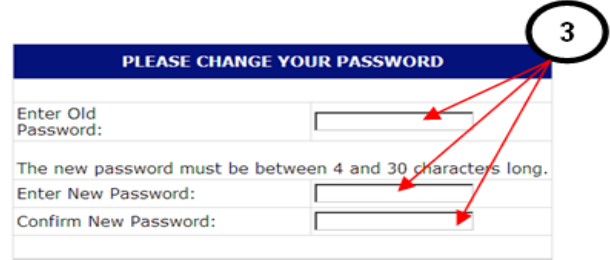 3
PLEASE CHANGE YOUR PASSWORD
Enter Old
Password:
The new password must be between 4 and 30 characters long.
Enter New Password:
Confirm New Password: